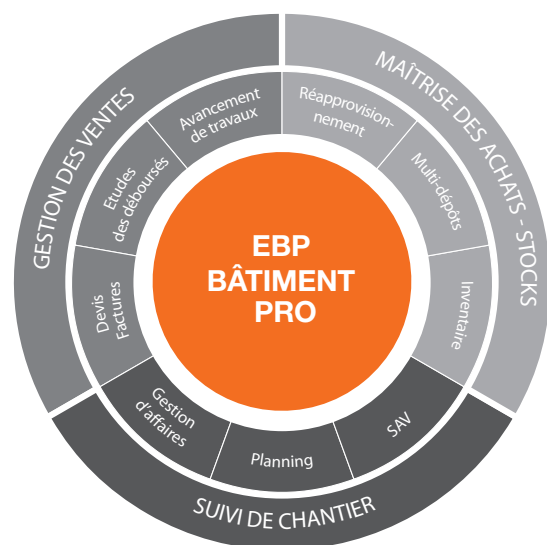 GESTION DES VENTES
MAÎTRISE DES ACHATS - STOCKS
Avancement
de travaux
Réapprovision-
nement
Etudes
des déboursés
Multi-dépôts
Devis
Factures
Inventaire
EBP
BÂTIMENT
PRO
Gestion
d'affaires
Planning
SAV
SUIVI DE CHANTIER